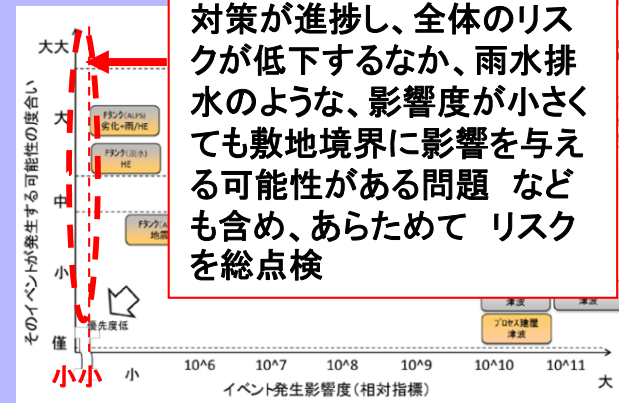 対策が進捗し、全体のリス
クが低下するなか、雨水排
水のような、影響度が小さく
ても敷地境界に影響を与え
る可能性がある問題 など
も含め、あらためて リスク
を総点検
そのイベントが発生する可能性の度合い
大大
大
中
小
僅
Fタンク(ALPS)
劣化+雨/HE
Fタンク(淡水)
HE
Fタンク(A
地震
優先度低
津波
津波
プロセス建屋
津波
小小
小
10^6
10^7
10^8
10^9
10^10
10^11
大
イベント発生影響度(相対指標)